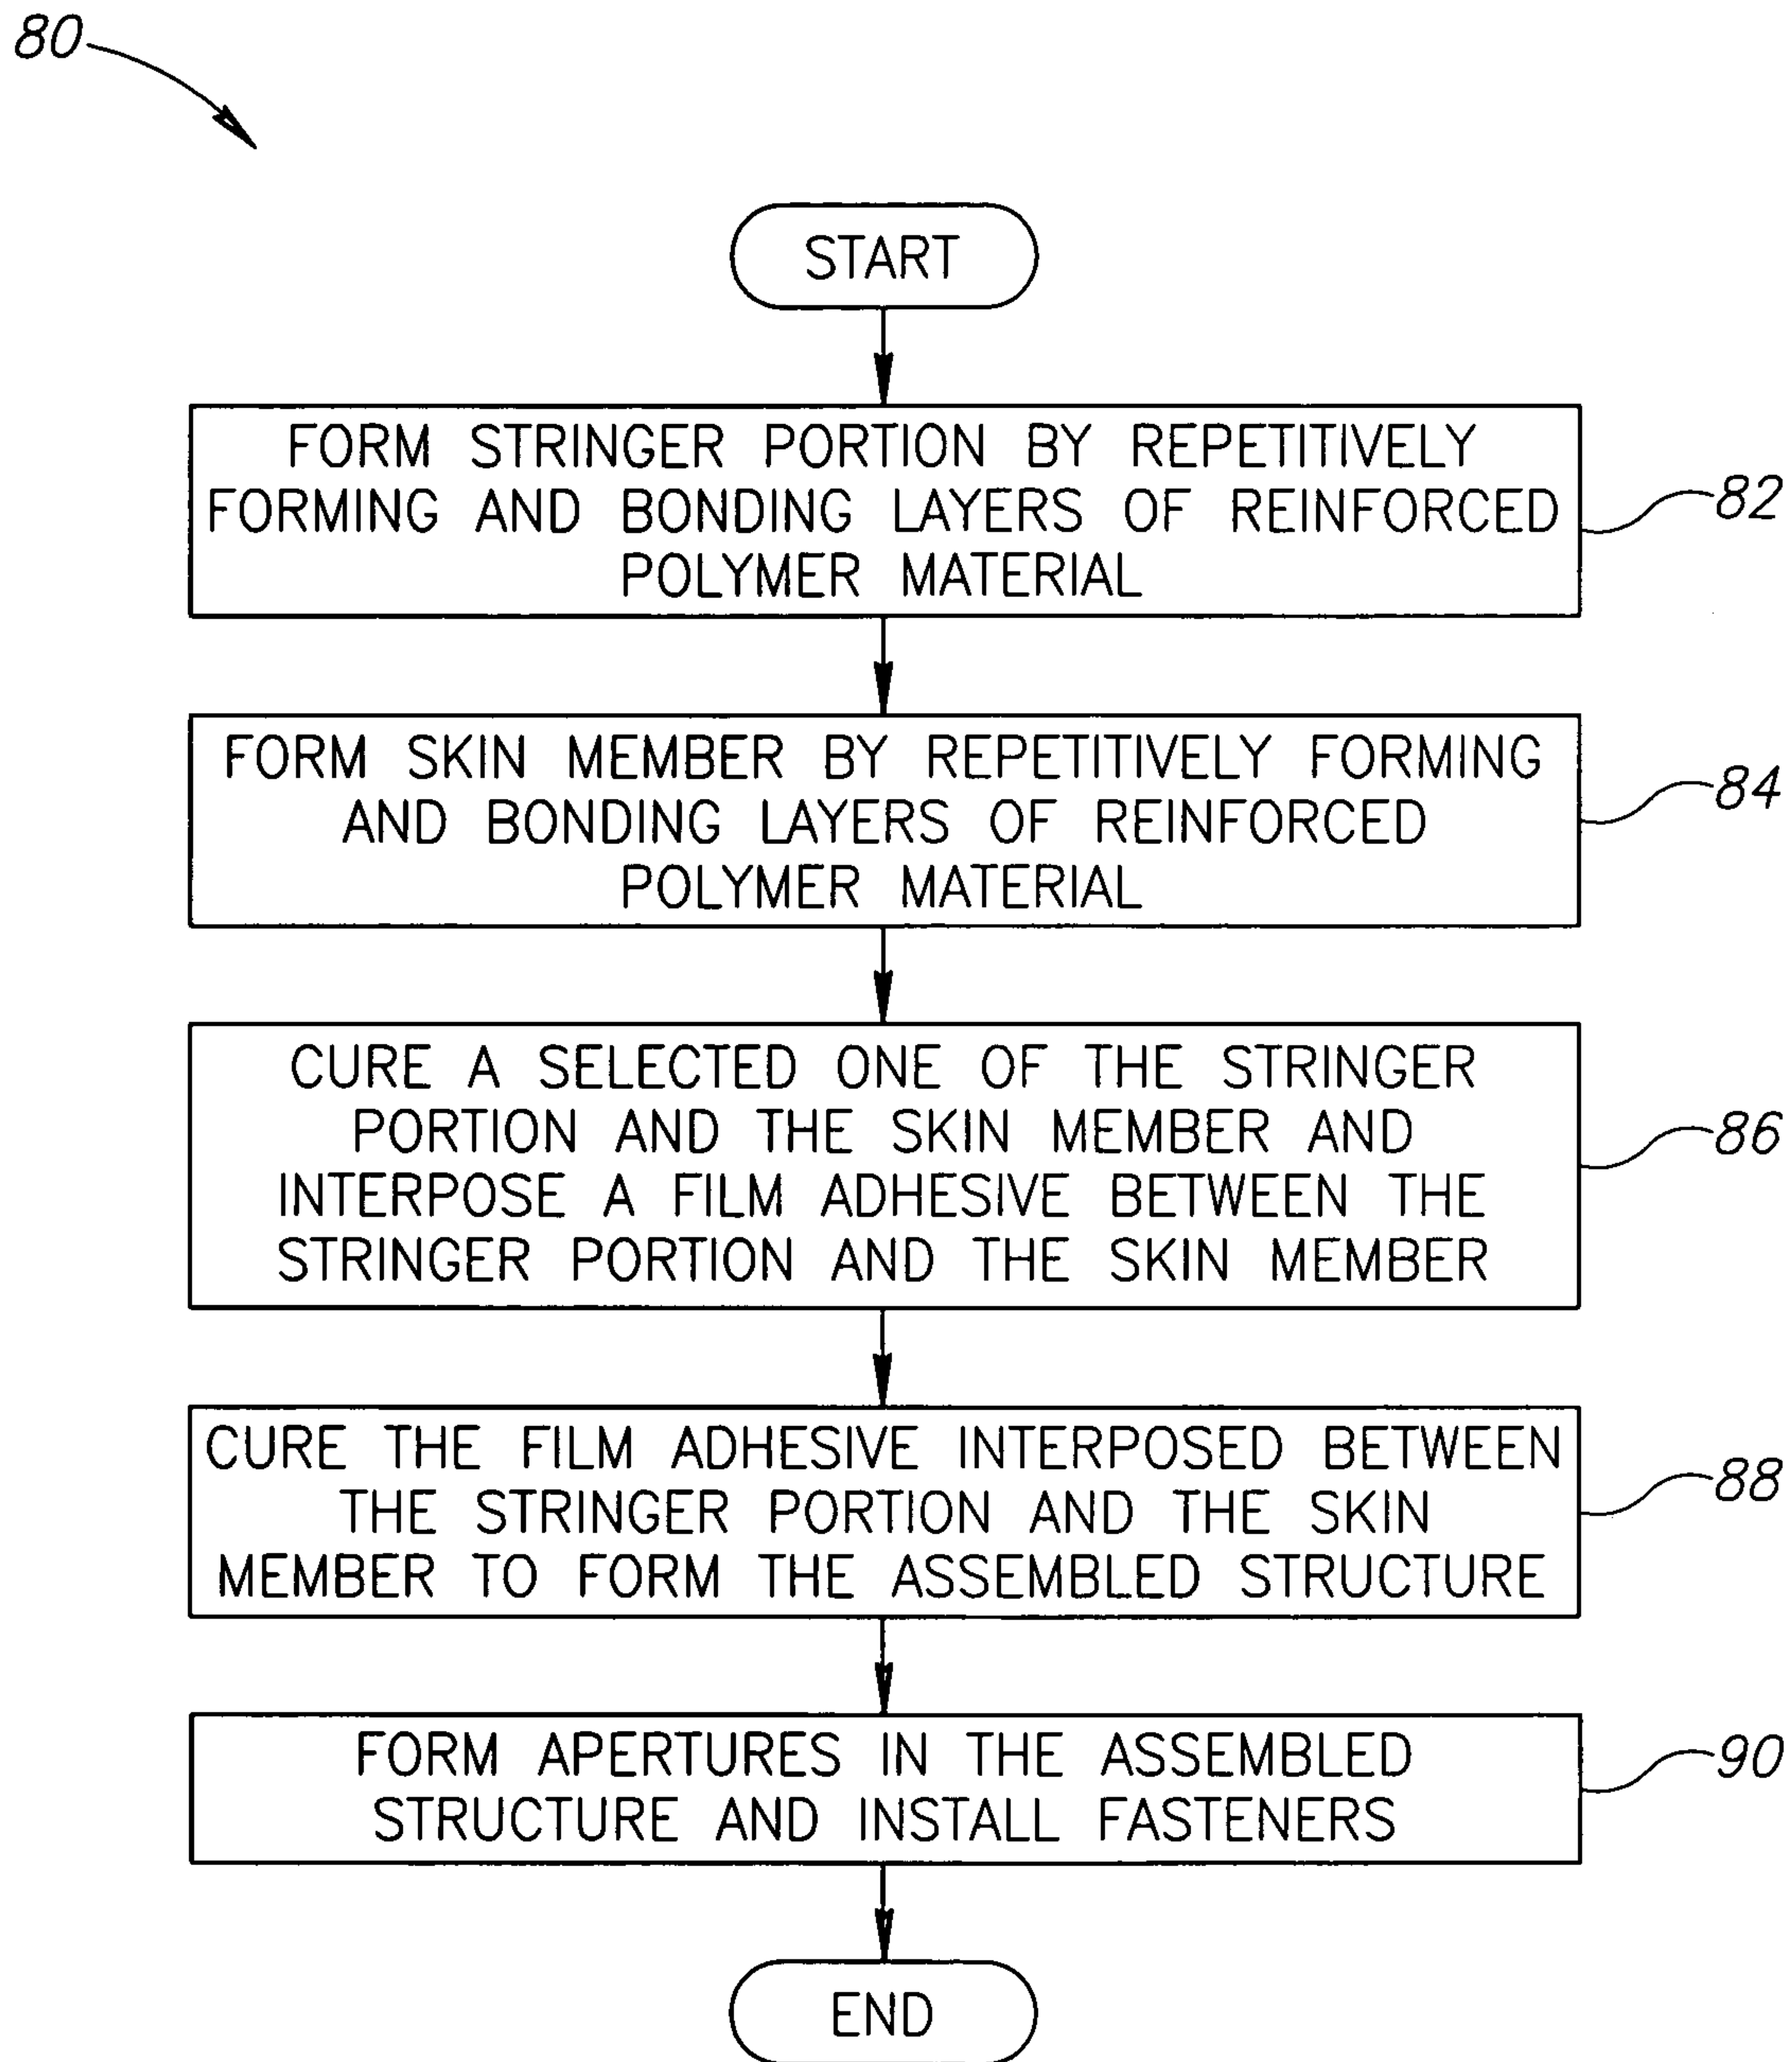 80
START
FORM STRINGER PORTION BY REPETITIVELY
FORMING AND BONDING LAYERS OF REINFORCED
POLYMER MATERIAL
82
FORM SKIN MEMBER BY REPETITIVELY FORMING
AND BONDING LAYERS OF REINFORCED
POLYMER MATERIAL
84
CURE A SELECTED ONE OF THE STRINGER
PORTION AND THE SKIN MEMBER AND
INTERPOSE A FILM ADHESIVE BETWEEN THE
STRINGER PORTION AND THE SKIN MEMBER
86
CURE THE FILM ADHESIVE INTERPOSED BETWEEN
THE STRINGER PORTION AND THE SKIN
MEMBER TO FORM THE ASSEMBLED STRUCTURE
88
FORM APERTURES IN THE ASSEMBLED
STRUCTURE AND INSTALL FASTENERS
90
END